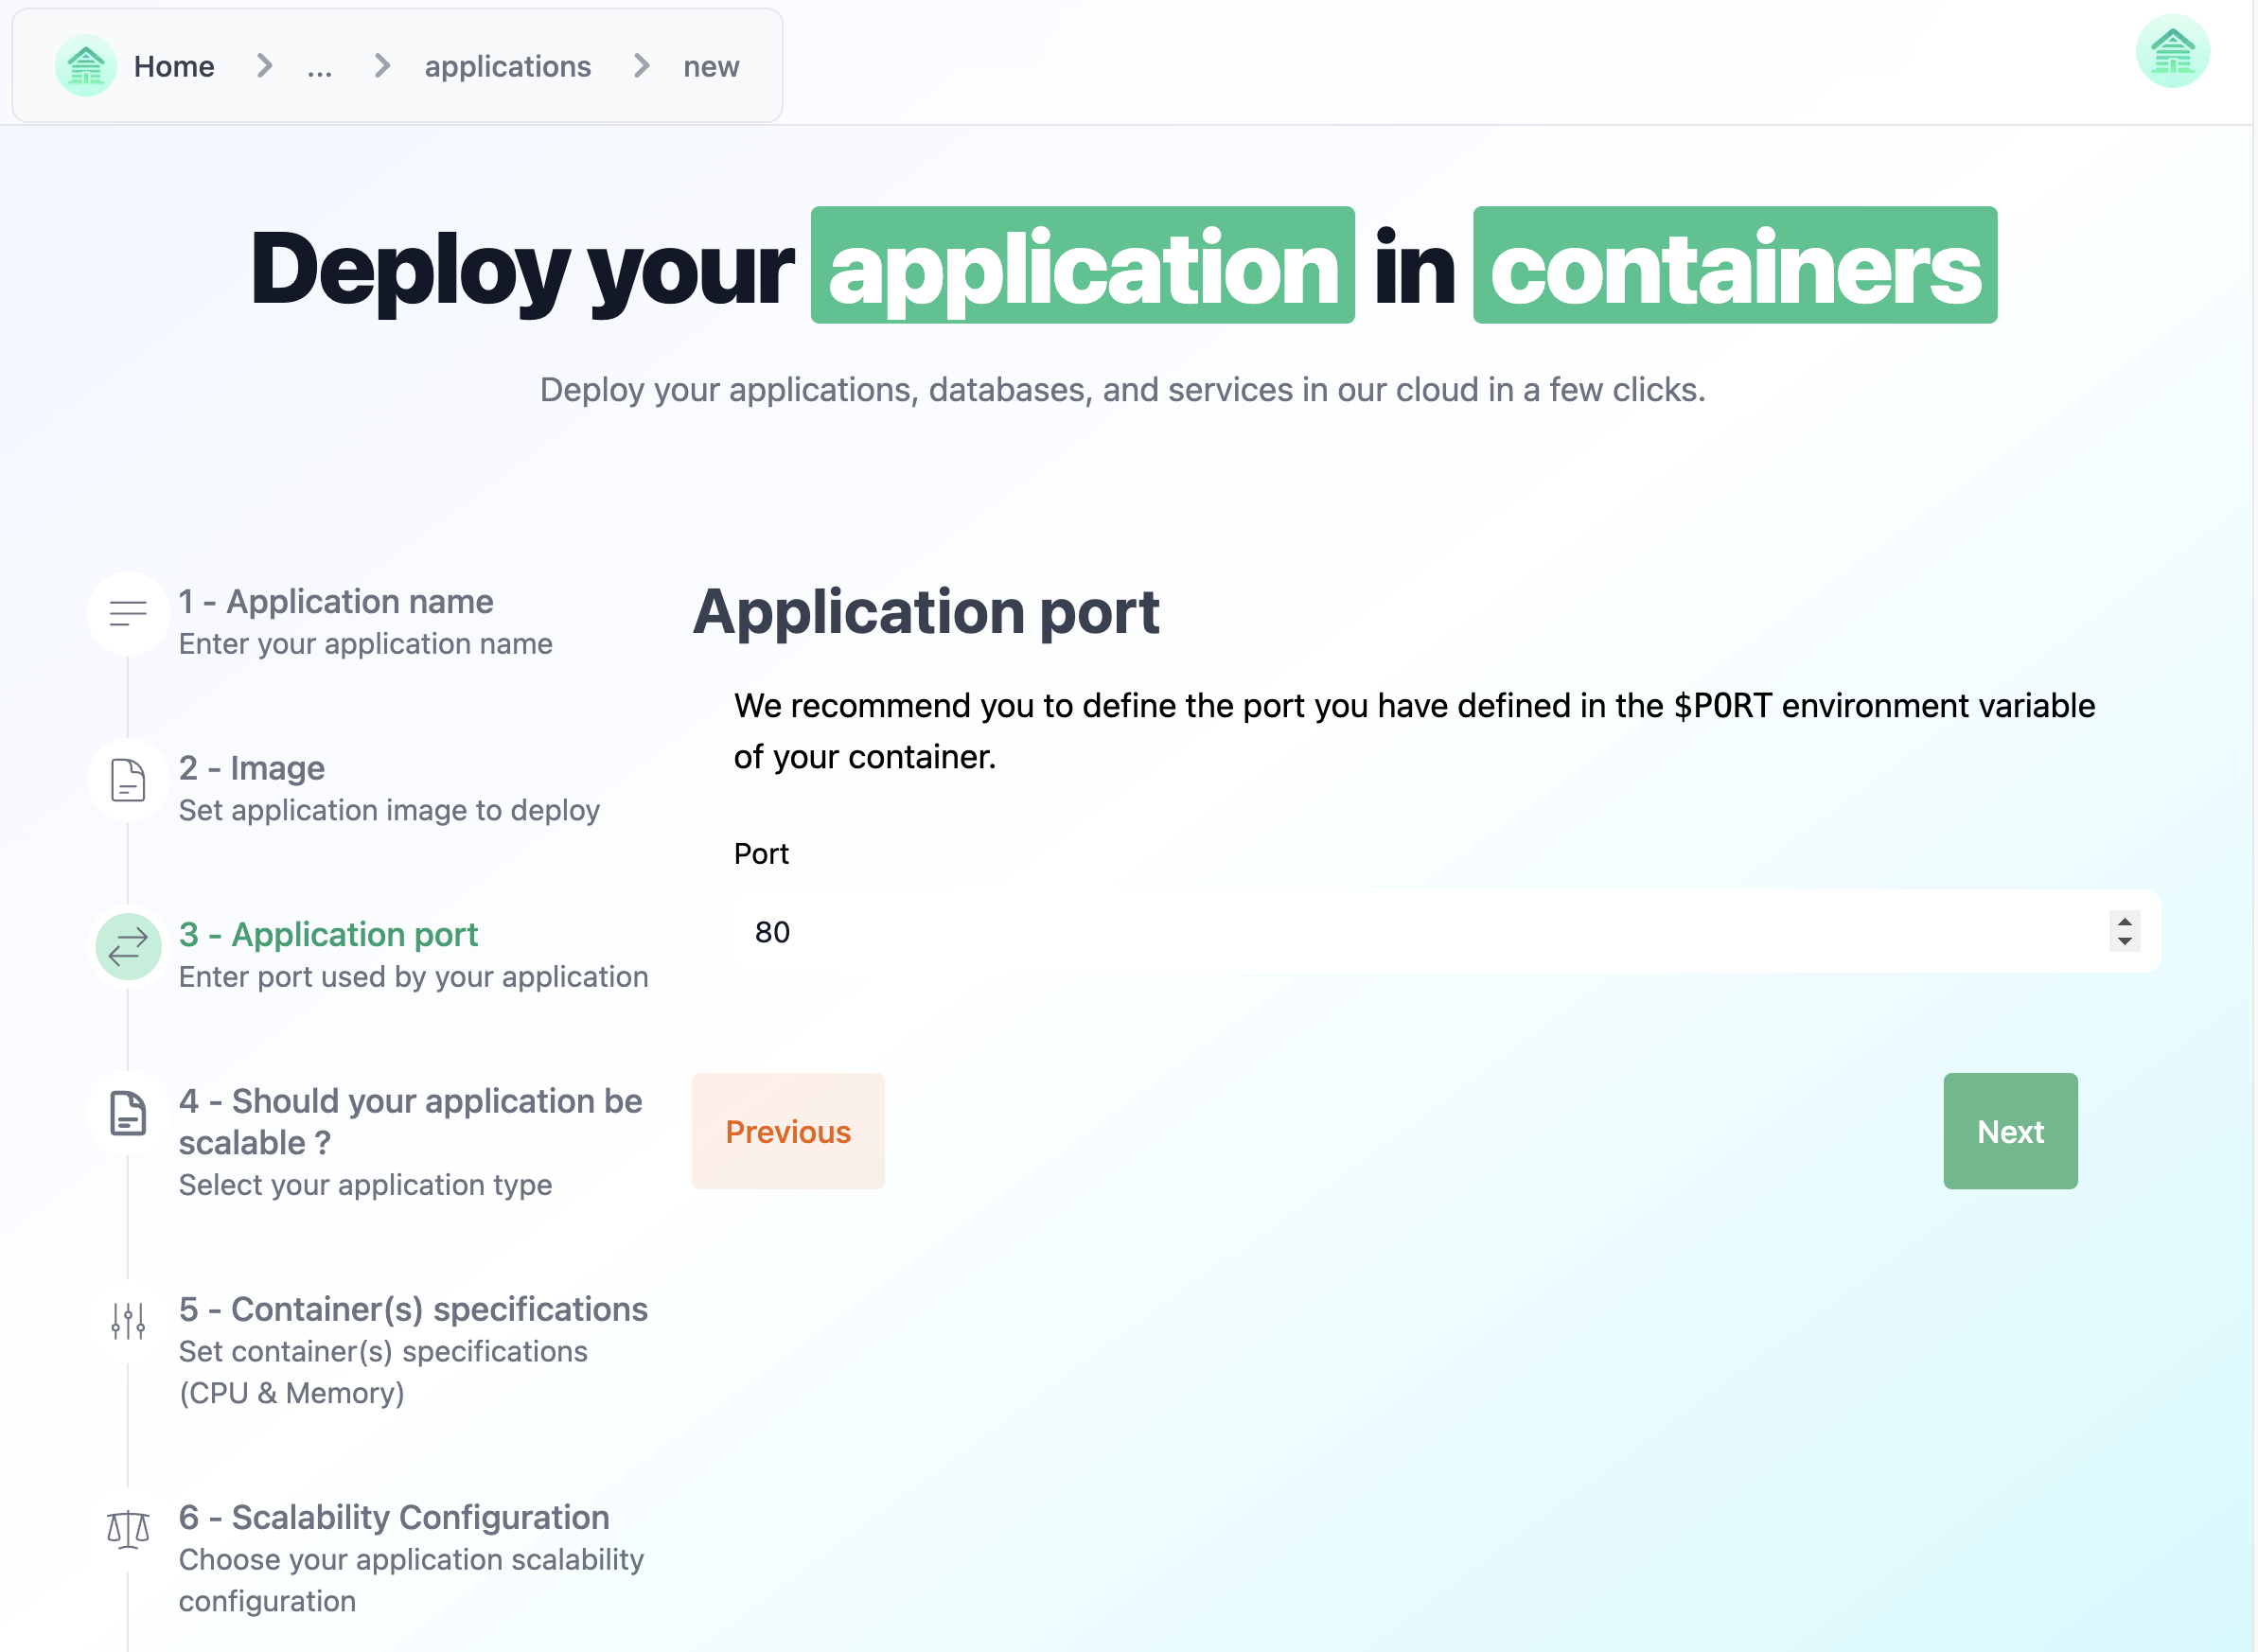 Home > ... > applications > new
Deploy your application in containers
Deploy your applications, databases, and services in our cloud in a few clicks.
1 - Application name
Enter your application name
2 - Image
Set application image to deploy
3 - Application port
Enter port used by your application
4 - Should your application be
scalable ?
Select your application type
5 - Container(s) specifications
Set container(s) specifications
(CPU & Memory)
6 - Scalability Configuration
Choose your application scalability
configuration
Application port
We recommend you to define the port you have defined in the $PORT environment variable
of your container.
Port
80
Previous
Next